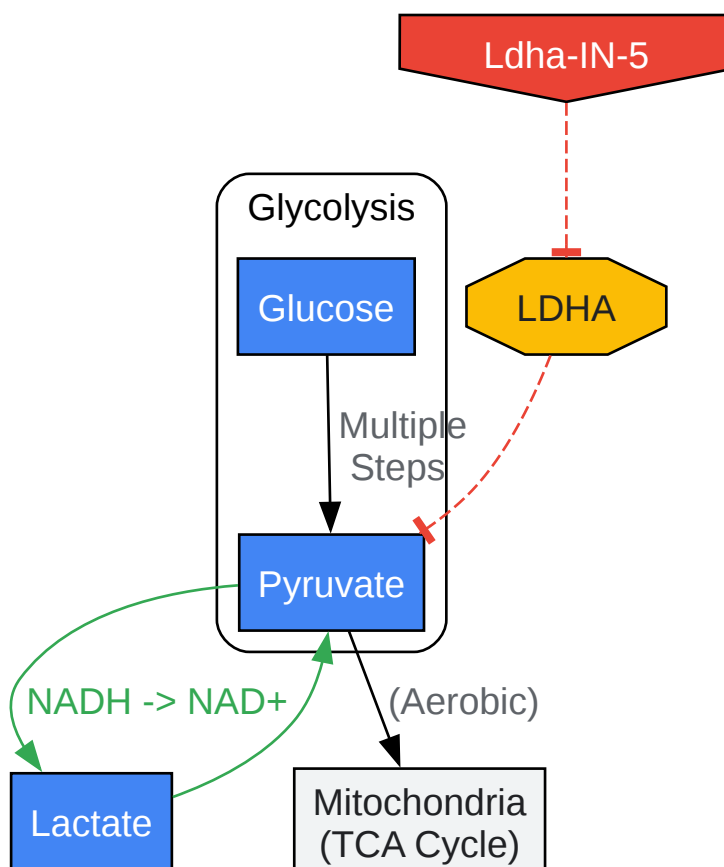 Ldha-IN-5
Glycolysis
Glucose
LDHA
Multiple
Steps
Pyruvate
NADH -> NAD+
(Aerobic)
Lactate
Mitochondria
(TCA Cycle)